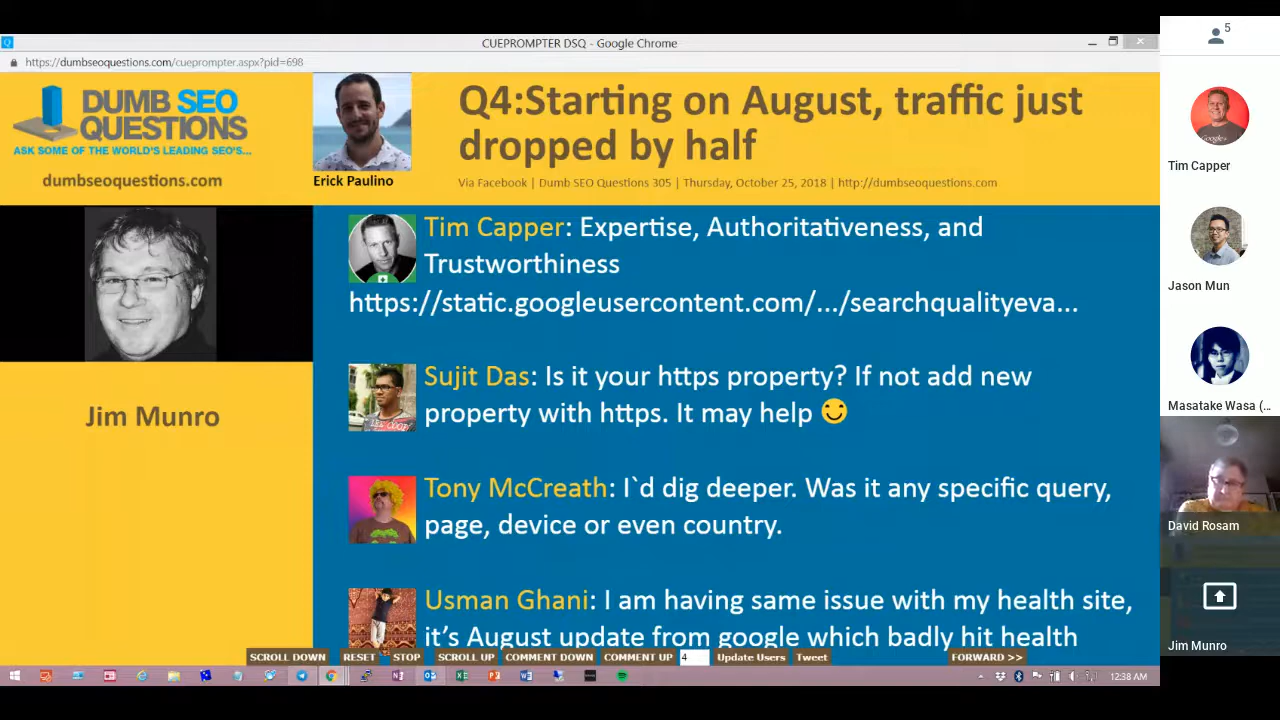 CUEPROMPTER DSQ - Google Chrome
https://dumbseoquestions.com/cueprompter.aspx?pid=698
DUMB SEO
QUESTIONS
ASK SOME OF THE WORLD'S LEADING SEO'S...
dumbseoquestions.com
Erick Paulino
Q4:Starting on August, traffic just
dropped by half
Via Facebook | Dumb SEO Questions 305 | Thursday, October 25, 2018 | http://dumbseoquestions.com
Jim Munro
Tim Capper: Expertise, Authoritativeness, and
Trustworthiness
https://static.googleusercontent.com/.../searchqualityeva...
Sujit Das: Is it your https property? If not add new
property with https. It may help 😉
Tony McCreath: I`d dig deeper. Was it any specific query,
page, device or even country.
Usman Ghani: I am having same issue with my health site,
it's August update from google which badly hit health
SCROLL DOWN RESET STOP SCROLL UP COMMENT DOWN COMMENT UP 4 Update Users Tweet FORWARD >>
12:38 AM
5
Tim Capper
Jason Mun
Masatake Wasa (...
David Rosam
Jim Munro